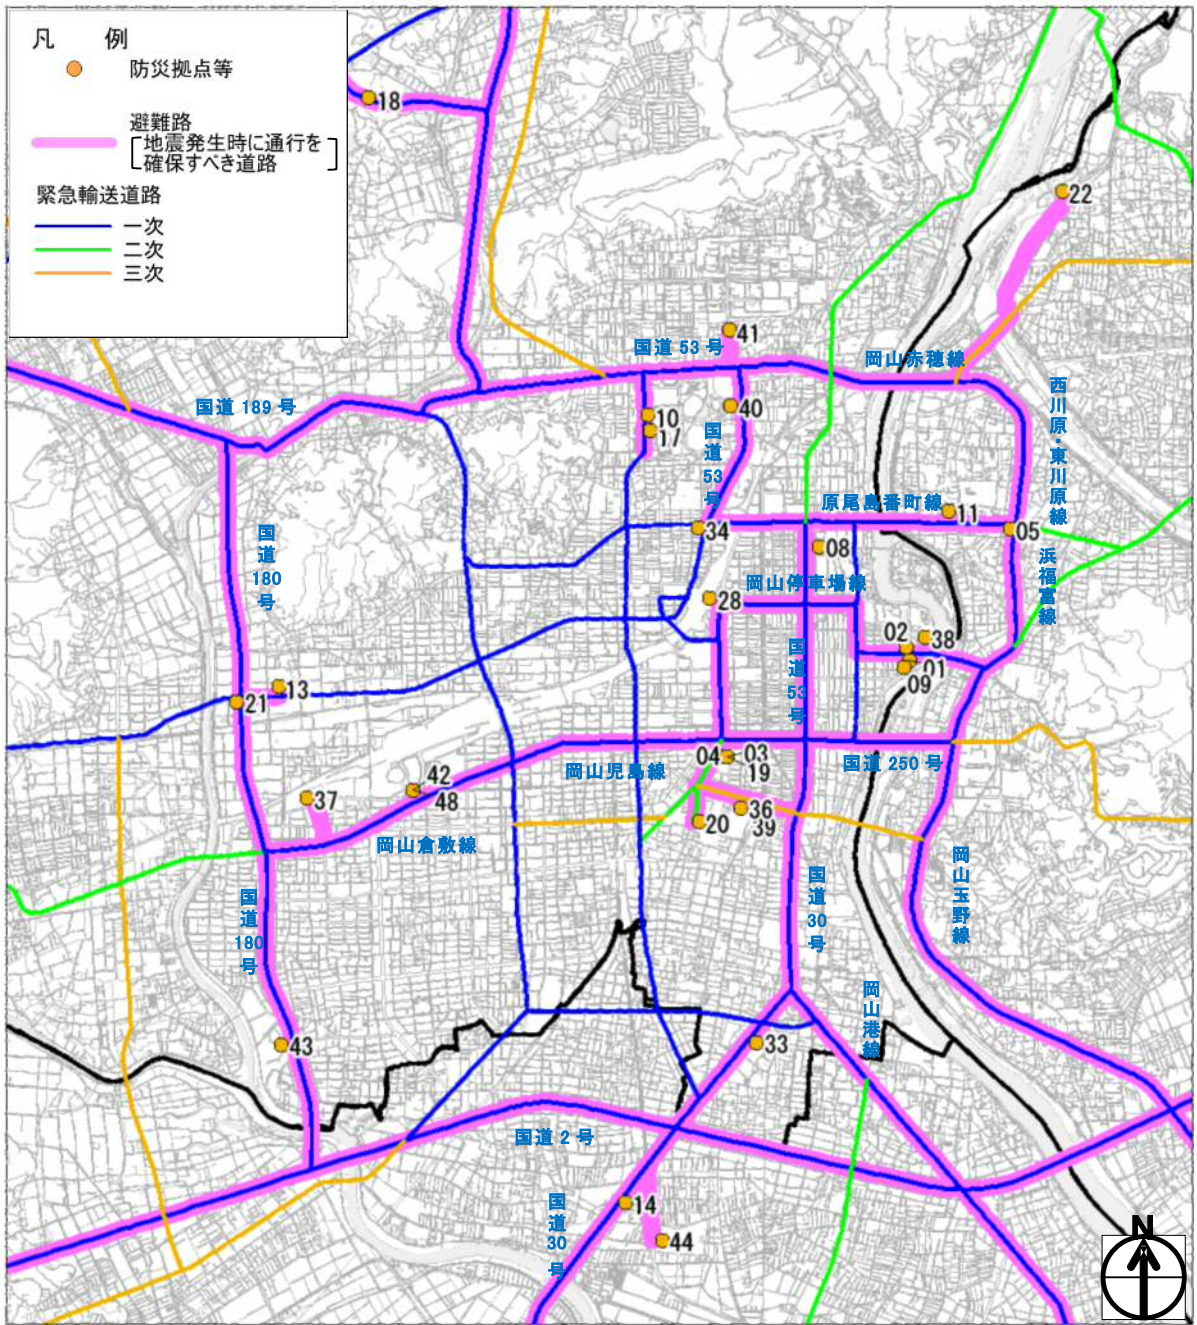 凡 例
防災拠点等
避難路
地震発生時に通行を
確保すべき道路
緊急輸送道路
一次
二次
三次
18
22
41
国道 53 号
岡山赤穂線
国道 189 号
10
17
40
国道53号
西川原・東川原線
原尾島番町線
11
34
05
08
国道180号
浜福富線
岡山停車場線
28
02
38
01
09
国道53号
13
21
04
03
19
国道 250 号
岡山児島線
42
48
37
36
39
20
岡山倉敷線
国道180号
国道30号
岡山玉野線
岡山港線
43
33
国道 2 号
14
44
国道30号
N